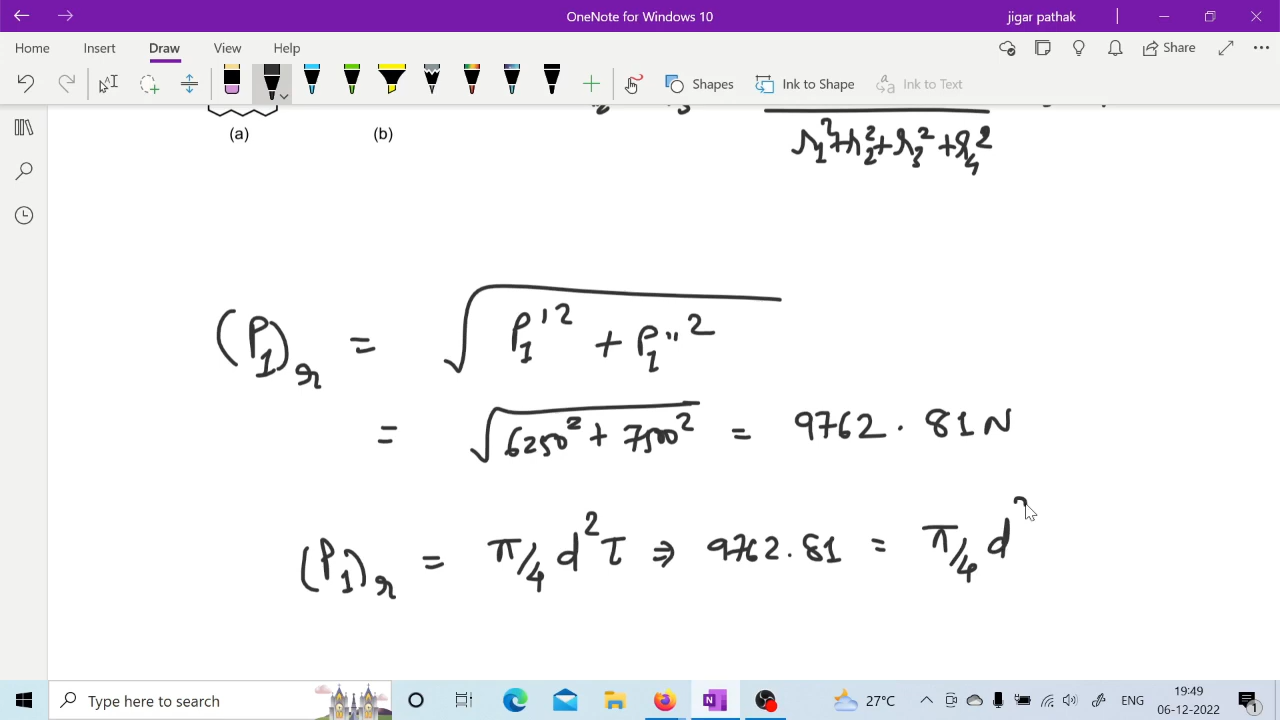 OneNote for Windows 10
jigar pathak
Home Insert Draw View Help
Share
Shapes Ink to Shape Ink to Text
(a) (b)
r₁²+r₂²+r₃²+r₄²
(P₁)r = √(P₁'² + P₁''²)
= √(6250² + 7500²) = 9762.81 N
(P₁)r = π/4 d² τ ⇒ 9762.81 = π/4 d²
Type here to search
27°C
ENG
19:49
06-12-2022
1